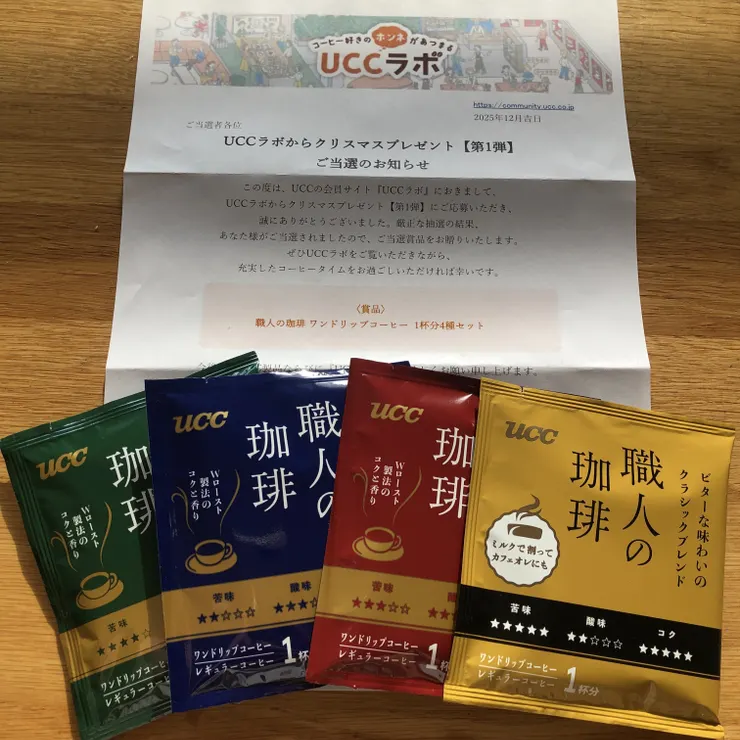 コーヒー好きのホンネがあつまる
UCCラボ
https://community.ucc.co.jp
2025年12月吉日
ご当選者各位
UCCラボからクリスマスプレゼント【第1弾】
ご当選のお知らせ
この度は、UCCの会員サイト『UCCラボ』におきまして、
UCCラボからクリスマスプレゼント【第1弾】にご応募いただき、
誠にありがとうございました。厳正な抽選の結果、
あなた様がご当選されましたので、ご当選賞品をお贈りいたします。
ぜひUCCラボをご覧いただきながら、
充実したコーヒータイムをお過ごしいただければ幸いです。
〈賞品〉
職人の珈琲 ワンドリップコーヒー 1杯分4種セット
お願い申し上げます。
UCC
珈琲
Wロースト
製法の
コクと香り
苦味
★★★★
ワンドリップコーヒー
レギュラーコーヒー
UCC
職人の
珈琲
Wロースト
製法の
コクと香り
苦味
★★☆☆☆
酸味
ワンドリップコーヒー
レギュラーコーヒー
1杯分
UCC
珈琲
Wロースト
製法の
コクと香り
苦味
★★★☆☆
ワンドリップコーヒー
レギュラーコーヒー
1杯
UCC
ビターな味わいの
クラシックブレンド
職人の
珈琲
ミルクで割って
カフェオレにも
苦味 酸味 コク
★★★★★ ★★☆☆☆ ★★★★★
ワンドリップコーヒー
レギュラーコーヒー
1杯分